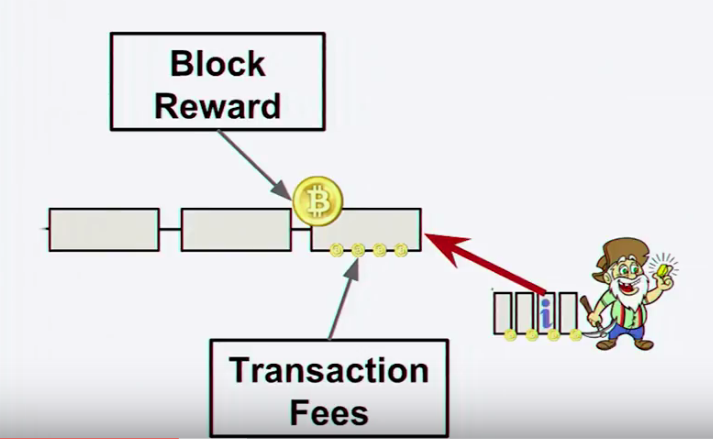 Block
Reward
B
i
Transaction
Fees